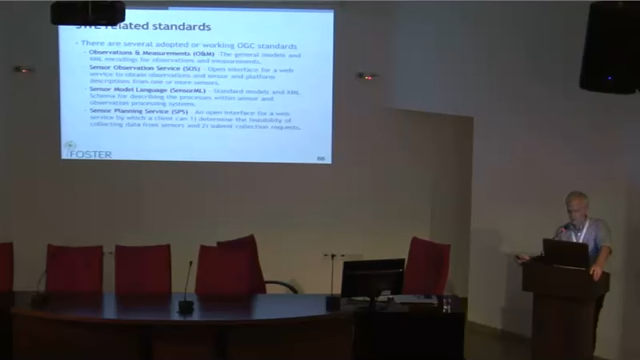 SWE related standards
• There are several adopted or working OGC standards
• Observations & Measurements (O&M) – The general models and
XML encodings for observations and measurements.
Sensor Observation Service (SOS) – Open interface for a web
service to obtain observations and sensor and platform
descriptions from one or more sensors.
Sensor Model Language (SensorML) – Standard models and XML
Schema for describing the processes within sensor and
observation processing systems.
Sensor Planning Service (SPS) – An open interface for a web
service by which a client can 1) determine the feasibility of
collecting data from sensors and 2) submit collection requests.
FOSTER